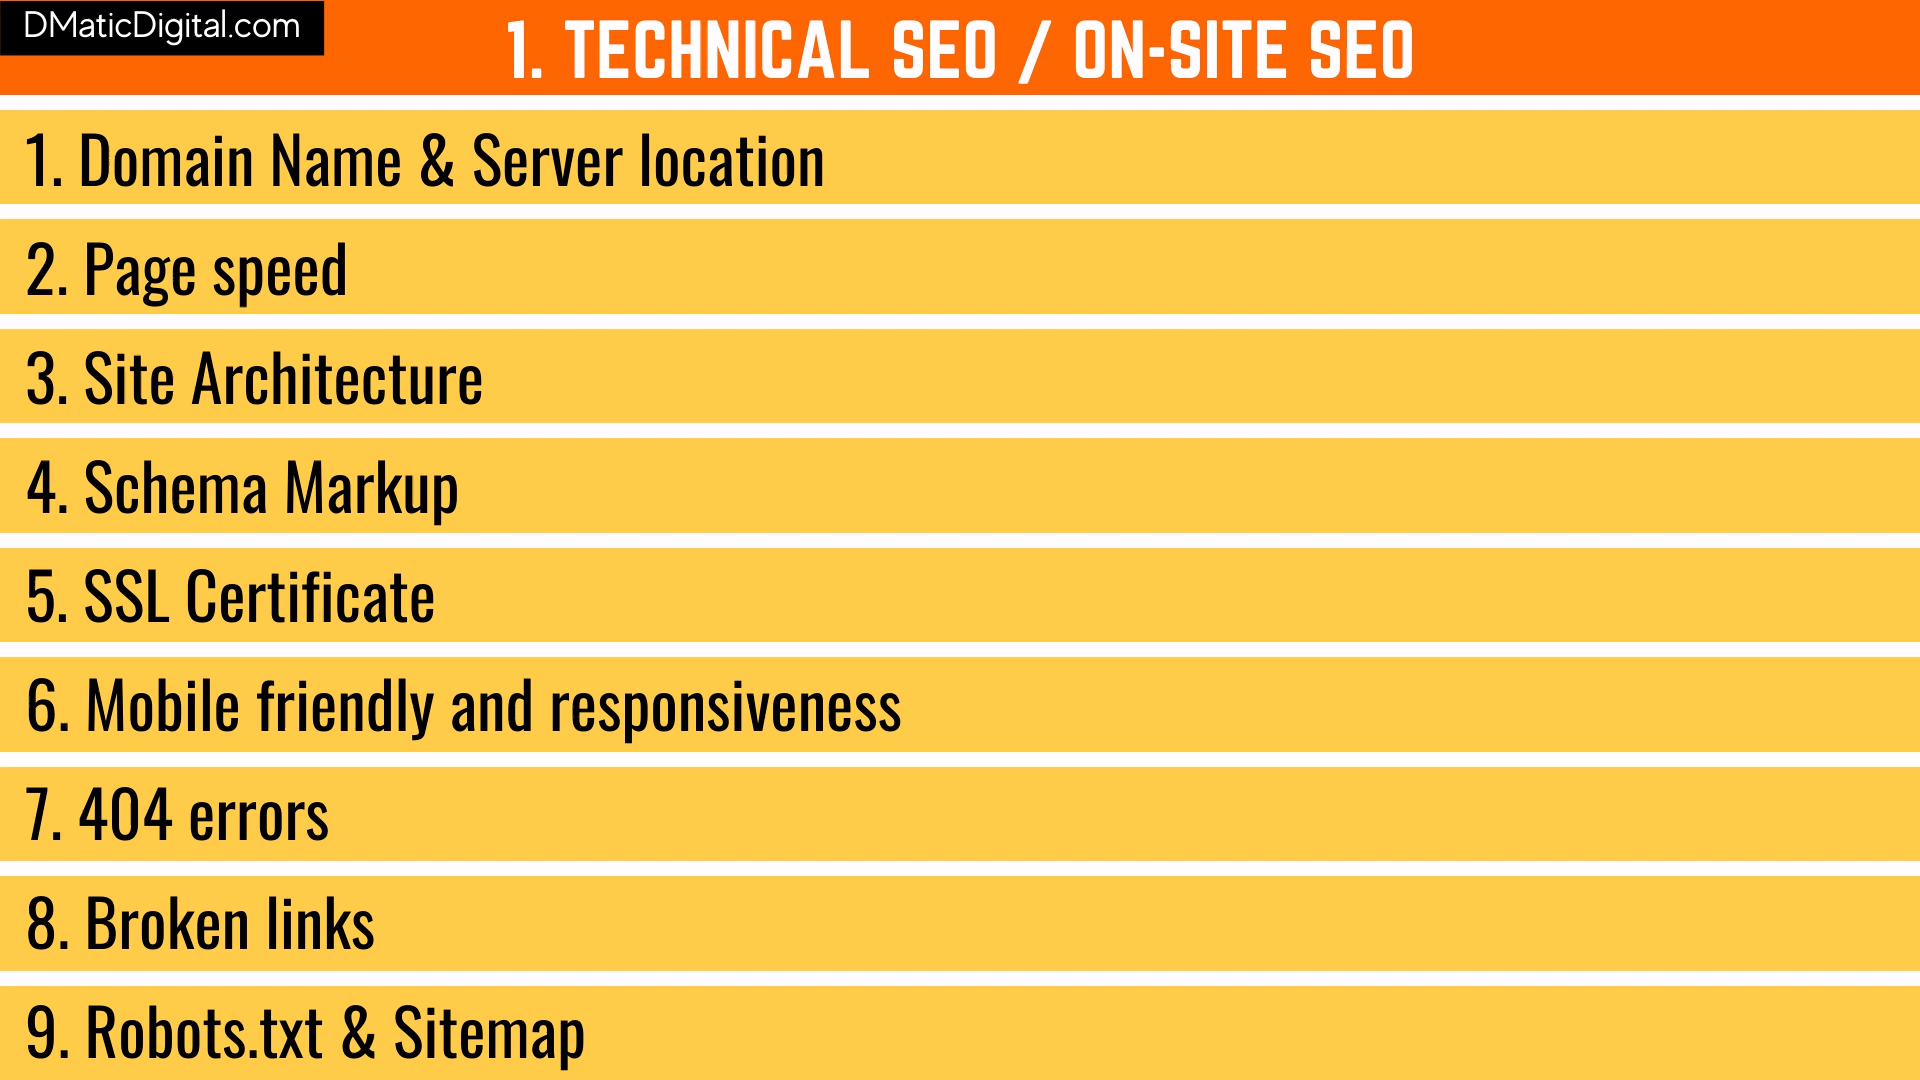 DMaticDigital.com
1. TECHNICAL SEO / ON-SITE SEO
1. Domain Name & Server location
2. Page speed
3. Site Architecture
4. Schema Markup
5. SSL Certificate
6. Mobile friendly and responsiveness
7. 404 errors
8. Broken links
9. Robots.txt & Sitemap